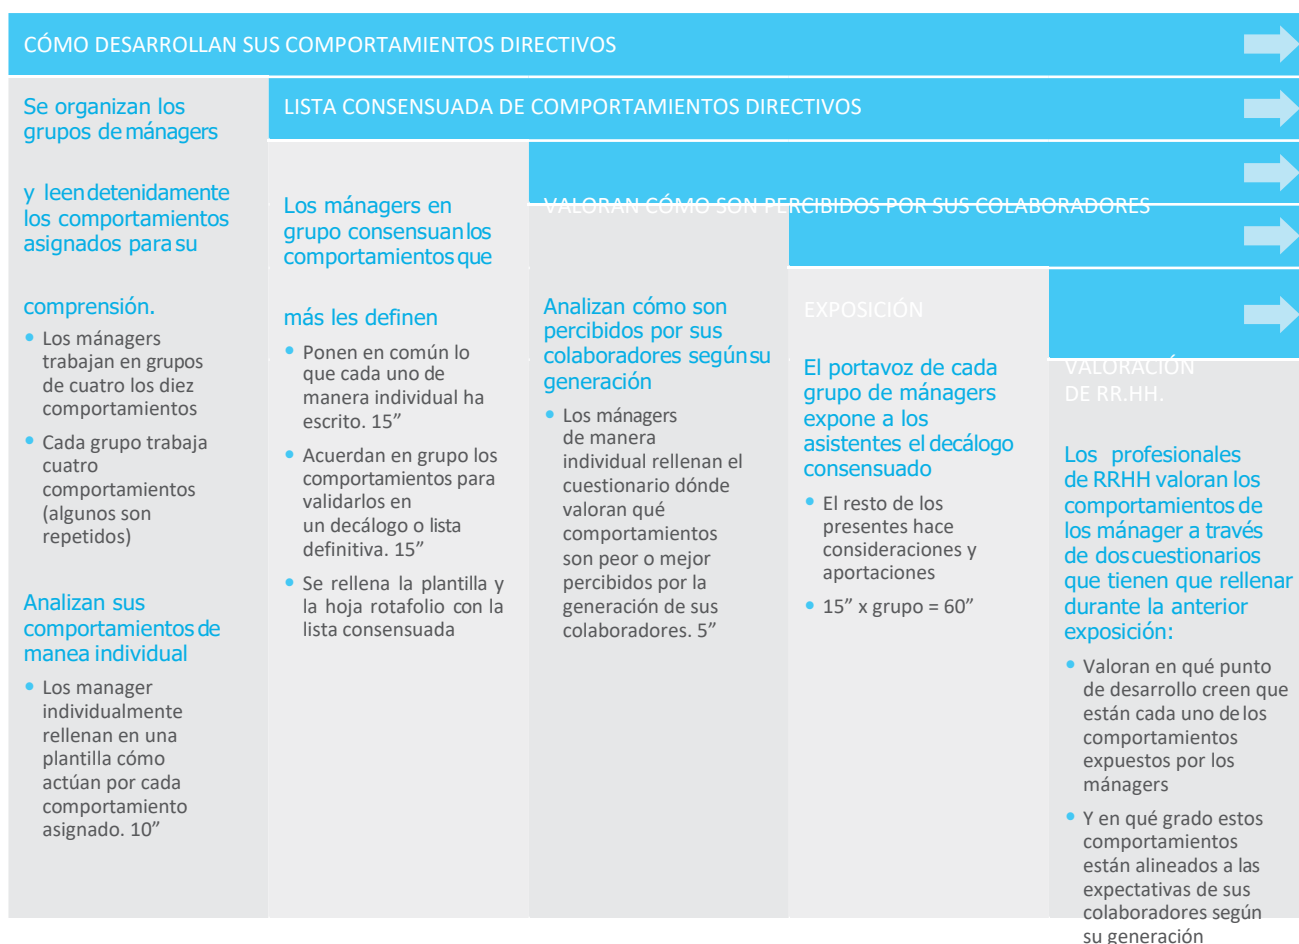 CÓMO DESARROLLAN SUS COMPORTAMIENTOS DIRECTIVOS
Se organizan los
grupos de mánagers
y leen detenidamente
los comportamientos
asignados para su
comprensión.
• Los mánagers
trabajan en grupos
de cuatro los diez
comportamientos
• Cada grupo trabaja
cuatro
comportamientos
(algunos son
repetidos)
Analizan sus
comportamientos de
manea individual
• Los manager
individualmente
rellenan en una
plantilla cómo
actúan por cada
comportamiento
asignado. 10”
LISTA CONSENSUADA DE COMPORTAMIENTOS DIRECTIVOS
Los mánagers en
grupo consensuan los
comportamientos que
más les definen
• Ponen en común lo
que cada uno de
manera individual ha
escrito. 15”
• Acuerdan en grupo los
comportamientos para
validarlos en
un decálogo o lista
definitiva. 15”
• Se rellena la plantilla y
la hoja rotafolio con la
lista consensuada
VALORAN CÓMO SON PERCIBIDOS POR SUS COLABORADORES
Analizan cómo son
percibidos por sus
colaboradores según su
generación
• Los mánagers
de manera
individual rellenan el
cuestionario dónde
valoran qué
comportamientos
son peor o mejor
percibidos por la
generación de sus
colaboradores. 5”
EXPOSICIÓN
El portavoz de cada
grupo de mánagers
expone a los
asistentes el decálogo
consensuado
• El resto de los
presentes hace
consideraciones y
aportaciones
• 15” x grupo = 60”
VALORACIÓN
DE RR.HH.
Los profesionales
de RRHH valoran los
comportamientos de
los mánager a través
de dos cuestionarios
que tienen que rellenar
durante la anterior
exposición:
• Valoran en qué punto
de desarrollo creen que
están cada uno de los
comportamientos
expuestos por los
mánagers
• Y en qué grado estos
comportamientos
están alineados a las
expectativas de sus
colaboradores según
su generación